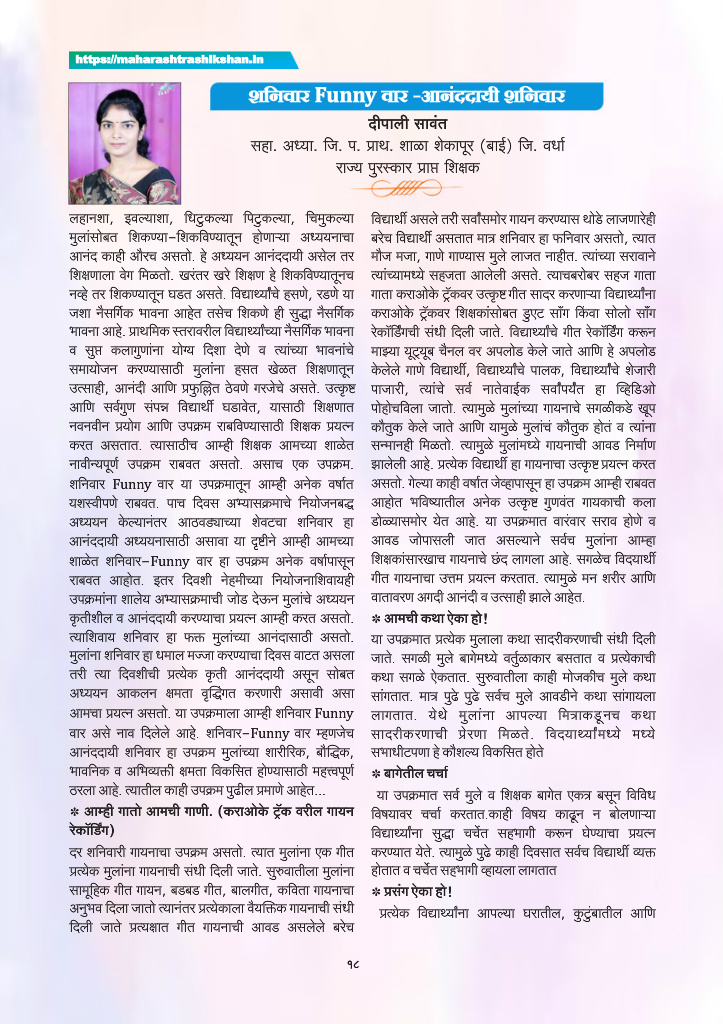 https://maharashtrashikshan.in
शनिवार Funny वार -आनंददायी शनिवार
दीपाली सावंत
सहा. अध्या. जि. प. प्राथ. शाळा शेकापूर (बाई) जि. वर्धा
राज्य पुरस्कार प्राप्त शिक्षक
लहानशा, इवल्याशा, धिटुकल्या पिटुकल्या, चिमुकल्या
मुलांसोबत शिकण्या–शिकविण्यातून होणाऱ्या अध्ययनाचा
आनंद काही औरच असतो. हे अध्ययन आनंददायी असेल तर
शिक्षणाला वेग मिळतो. खरंतर खरे शिक्षण हे शिकविण्यातूनच
नव्हे तर शिकण्यातून घडत असते. विद्यार्थ्यांचे हसणे, रडणे या
जशा नैसर्गिक भावना आहेत तसेच शिकणे ही सुद्धा नैसर्गिक
भावना आहे. प्राथमिक स्तरावरील विद्यार्थ्यांच्या नैसर्गिक भावना
व सुप्त कलागुणांना योग्य दिशा देणे व त्यांच्या भावनांचे
समायोजन करण्यासाठी मुलांना हसत खेळत शिक्षणातून
उत्साही, आनंदी आणि प्रफुल्लित ठेवणे गरजेचे असते. उत्कृष्ट
आणि सर्वगुण संपन्न विद्यार्थी घडावेत, यासाठी शिक्षणात
नवनवीन प्रयोग आणि उपक्रम राबविण्यासाठी शिक्षक प्रयत्न
करत असतात. त्यासाठीच आम्ही शिक्षक आमच्या शाळेत
नावीन्यपूर्ण उपक्रम राबवत असतो. असाच एक उपक्रम.
शनिवार Funny वार या उपक्रमातून आम्ही अनेक वर्षात
यशस्वीपणे राबवत. पाच दिवस अभ्यासक्रमाचे नियोजनबद्ध
अध्ययन केल्यानंतर आठवड्याच्या शेवटचा शनिवार हा
आनंददायी अध्ययनासाठी असावा या दृष्टीने आम्ही आमच्या
शाळेत शनिवार–Funny वार हा उपक्रम अनेक वर्षापासून
राबवत आहोत. इतर दिवशी नेहमीच्या नियोजनाशिवायही
उपक्रमांना शालेय अभ्यासक्रमाची जोड देऊन मुलांचे अध्ययन
कृतीशील व आनंददायी करण्याचा प्रयत्न आम्ही करत असतो.
त्याशिवाय शनिवार हा फक्त मुलांच्या आनंदासाठी असतो.
मुलांना शनिवार हा धमाल मज्जा करण्याचा दिवस वाटत असला
तरी त्या दिवशीची प्रत्येक कृती आनंददायी असून सोबत
अध्ययन आकलन क्षमता वृद्धिंगत करणारी असावी असा
आमचा प्रयत्न असतो. या उपक्रमाला आम्ही शनिवार Funny
वार असे नाव दिलेले आहे. शनिवार–Funny वार म्हणजेच
आनंददायी शनिवार हा उपक्रम मुलांच्या शारीरिक, बौद्धिक,
भावनिक व अभिव्यक्ती क्षमता विकसित होण्यासाठी महत्त्वपूर्ण
ठरला आहे. त्यातील काही उपक्रम पुढील प्रमाणे आहेत...
✽ आम्ही गातो आमची गाणी. (कराओके ट्रॅक वरील गायन
रेकॉर्डिंग)
दर शनिवारी गायनाचा उपक्रम असतो. त्यात मुलांना एक गीत
प्रत्येक मुलांना गायनाची संधी दिली जाते. सुरुवातीला मुलांना
सामूहिक गीत गायन, बडबड गीत, बालगीत, कविता गायनाचा
अनुभव दिला जातो त्यानंतर प्रत्येकाला वैयक्तिक गायनाची संधी
दिली जाते प्रत्यक्षात गीत गायनाची आवड असलेले बरेच
विद्यार्थी असले तरी सर्वांसमोर गायन करण्यास थोडे लाजणारेही
बरेच विद्यार्थी असतात मात्र शनिवार हा फनिवार असतो, त्यात
मौज मजा, गाणे गाण्यास मुले लाजत नाहीत. त्यांच्या सरावाने
त्यांच्यामध्ये सहजता आलेली असते. त्याचबरोबर सहज गाता
गाता कराओके ट्रॅकवर उत्कृष्ट गीत सादर करणाऱ्या विद्यार्थ्यांना
कराओके ट्रॅकवर शिक्षकांसोबत डुएट साँग किंवा सोलो साँग
रेकॉर्डिंगची संधी दिली जाते. विद्यार्थ्यांचे गीत रेकॉर्डिंग करून
माझ्या यूट्यूब चैनल वर अपलोड केले जाते आणि हे अपलोड
केलेले गाणे विद्यार्थी, विद्यार्थ्यांचे पालक, विद्यार्थ्यांचे शेजारी
पाजारी, त्यांचे सर्व नातेवाईक सर्वांपर्यंत हा व्हिडिओ
पोहोचविला जातो. त्यामुळे मुलांच्या गायनाचे सगळीकडे खूप
कौतुक केले जाते आणि यामुळे मुलांचं कौतुक होतं व त्यांना
सन्मानही मिळतो. त्यामुळे मुलांमध्ये गायनाची आवड निर्माण
झालेली आहे. प्रत्येक विद्यार्थी हा गायनाचा उत्कृष्ट प्रयत्न करत
असतो. गेल्या काही वर्षात जेव्हापासून हा उपक्रम आम्ही राबवत
आहोत भविष्यातील अनेक उत्कृष्ट गुणवंत गायकाची कला
डोळ्यासमोर येत आहे. या उपक्रमात वारंवार सराव होणे व
आवड जोपासली जात असल्याने सर्वच मुलांना आम्हा
शिक्षकांसारखाच गायनाचे छंद लागला आहे. सगळेच विदयार्थी
गीत गायनाचा उत्तम प्रयत्न करतात. त्यामुळे मन शरीर आणि
वातावरण अगदी आनंदी व उत्साही झाले आहेत.
✽ आमची कथा ऐका हो!
या उपक्रमात प्रत्येक मुलाला कथा सादरीकरणाची संधी दिली
जाते. सगळी मुले बागेमध्ये वर्तुळाकार बसतात व प्रत्येकाची
कथा सगळे ऐकतात. सुरुवातीला काही मोजकीच मुले कथा
सांगतात. मात्र पुढे पुढे सर्वच मुले आवडीने कथा सांगायला
लागतात. येथे मुलांना आपल्या मित्राकडूनच कथा
सादरीकरणाची प्रेरणा मिळते. विदयार्थ्यांमध्ये मध्ये
सभाधीटपणा हे कौशल्य विकसित होते
✽ बागेतील चर्चा
या उपक्रमात सर्व मुले व शिक्षक बागेत एकत्र बसून विविध
विषयावर चर्चा करतात.काही विषय काढून न बोलणाऱ्या
विद्यार्थ्यांना सुद्धा चर्चेत सहभागी करून घेण्याचा प्रयत्न
करण्यात येते. त्यामुळे पुढे काही दिवसात सर्वच विद्यार्थी व्यक्त
होतात व चर्चेत सहभागी व्हायला लागतात
✽ प्रसंग ऐका हो!
प्रत्येक विद्यार्थ्यांना आपल्या घरातील, कुटुंबातील आणि
१८